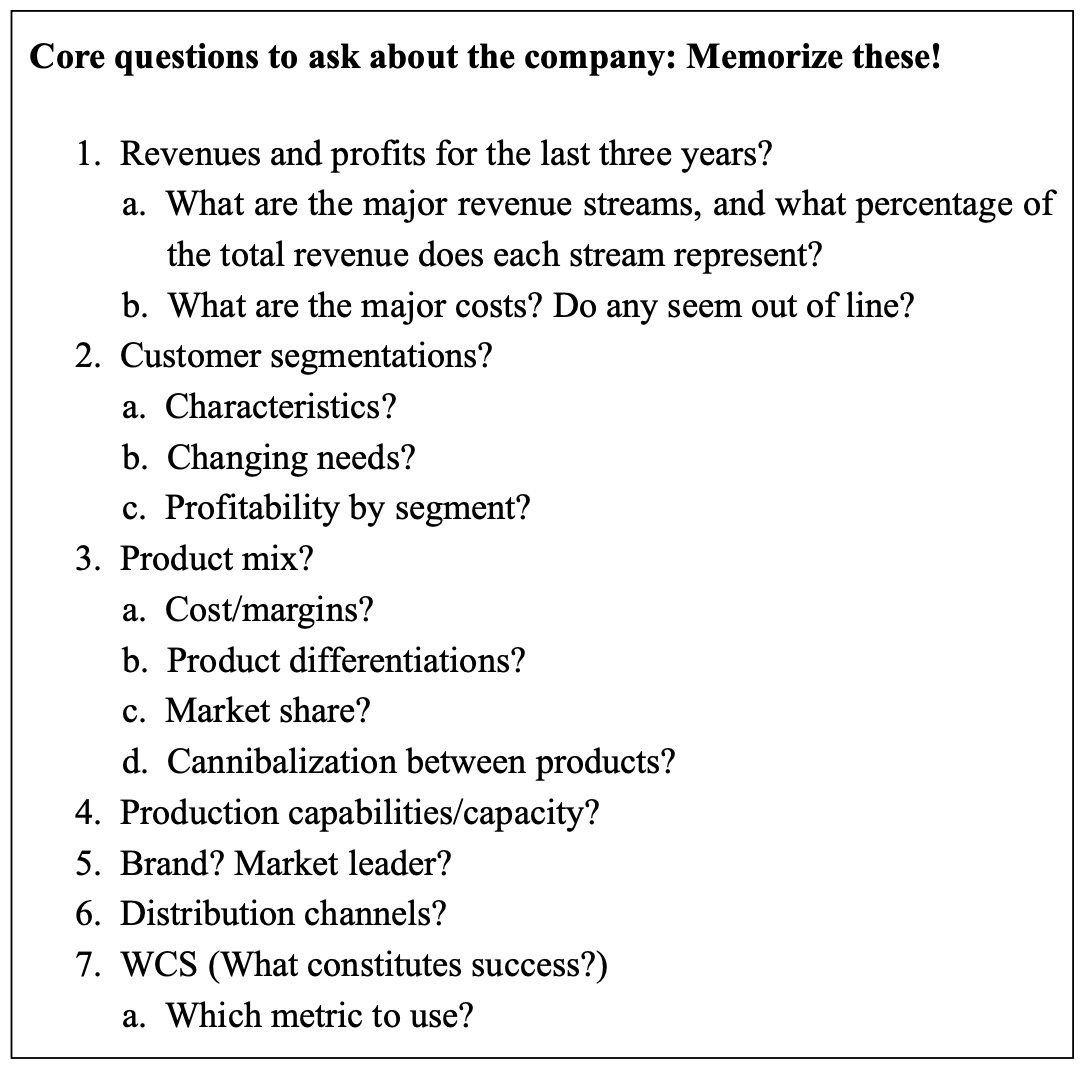 Core questions to ask about the company: Memorize these!
1. Revenues and profits for the last three years?
a. What are the major revenue streams, and what percentage of
the total revenue does each stream represent?
b. What are the major costs? Do any seem out of line?
2. Customer segmentations?
a. Characteristics?
b. Changing needs?
c. Profitability by segment?
3. Product mix?
a. Cost/margins?
b. Product differentiations?
c. Market share?
d. Cannibalization between products?
4. Production capabilities/capacity?
5. Brand? Market leader?
6. Distribution channels?
7. WCS (What constitutes success?)
a. Which metric to use?